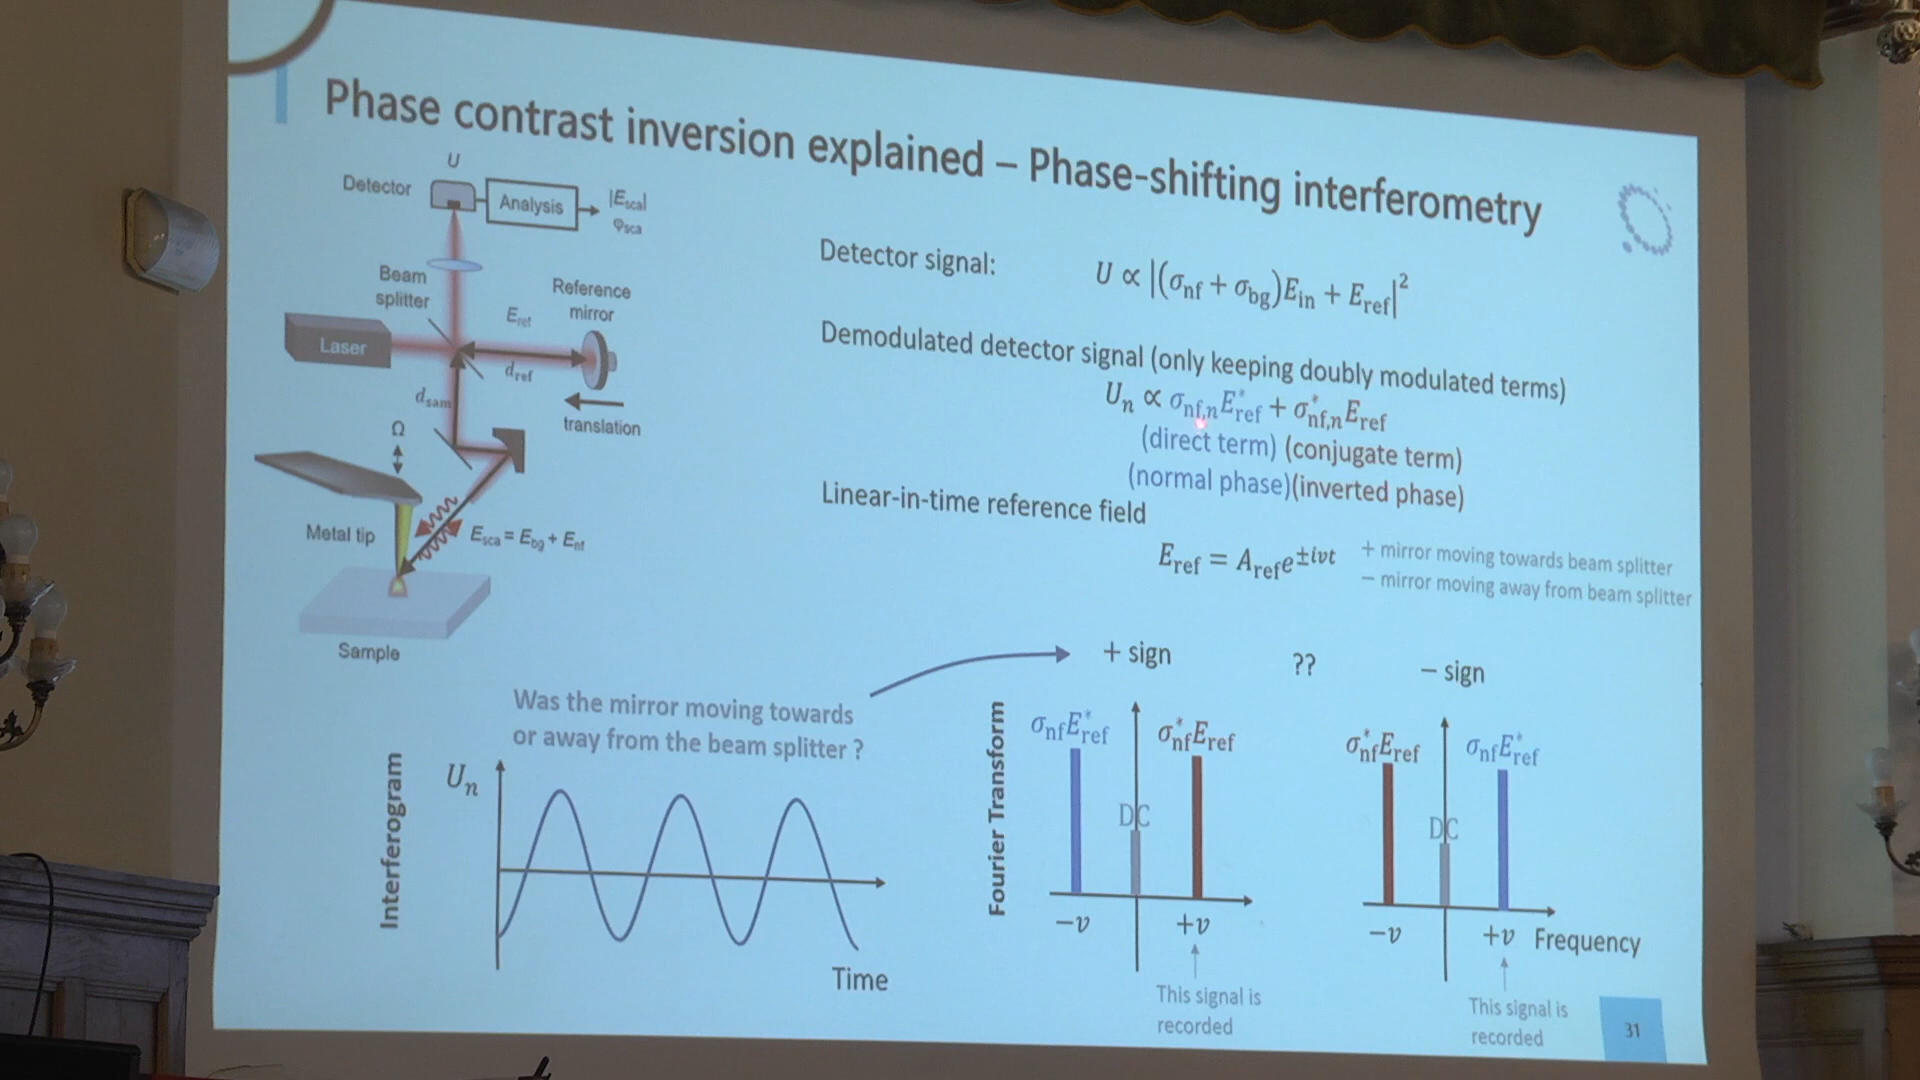 Phase contrast inversion explained – Phase-shifting interferometry
U
Detector
Analysis
|E_sca|
φ_sca
Beam
splitter
Reference
mirror
E_ref
Laser
d_ref
d_sam
translation
Ω
Metal tip
E_sca = E_bg + E_nf
Sample
Detector signal:
U ∝ |(σ_nf + σ_bg)E_in + E_ref|²
Demodulated detector signal (only keeping doubly modulated terms)
U_n ∝ σ_nf,n E*_ref + σ*_nf,n E_ref
(direct term) (conjugate term)
(normal phase)(inverted phase)
Linear-in-time reference field
E_ref = A_ref e^±ivt
+ mirror moving towards beam splitter
− mirror moving away from beam splitter
Was the mirror moving towards
or away from the beam splitter ?
+ sign
??
− sign
Interferogram
U_n
Time
Fourier Transform
σ_nf E*_ref
σ*_nf E_ref
DC
−v
+v
This signal is
recorded
σ*_nf E_ref
σ_nf E*_ref
DC
−v
+v
Frequency
This signal is
recorded
31